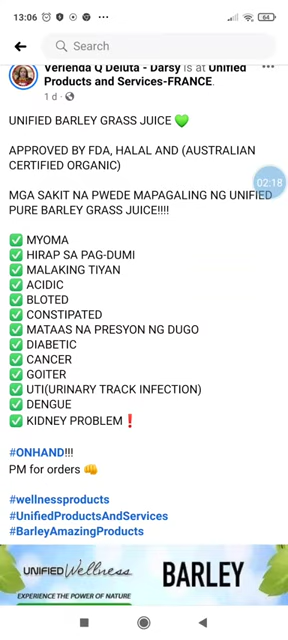 13:06
64
Search
Verlenda Q Deluta - Darsy is at Unified
Products and Services-FRANCE.
1 d
UNIFIED BARLEY GRASS JUICE 💚
APPROVED BY FDA, HALAL AND (AUSTRALIAN
CERTIFIED ORGANIC)
02:18
MGA SAKIT NA PWEDE MAPAGALING NG UNIFIED
PURE BARLEY GRASS JUICE!!!!
✅ MYOMA
✅ HIRAP SA PAG-DUMI
✅ MALAKING TIYAN
✅ ACIDIC
✅ BLOTED
✅ CONSTIPATED
✅ MATAAS NA PRESYON NG DUGO
✅ DIABETIC
✅ CANCER
✅ GOITER
✅ UTI(URINARY TRACK INFECTION)
✅ DENGUE
✅ KIDNEY PROBLEM❗
#ONHAND!!!
PM for orders 👊
#wellnessproducts
#UnifiedProductsAndServices
#BarleyAmazingProducts
UNIFIED Wellness
BARLEY
EXPERIENCE THE POWER OF NATURE